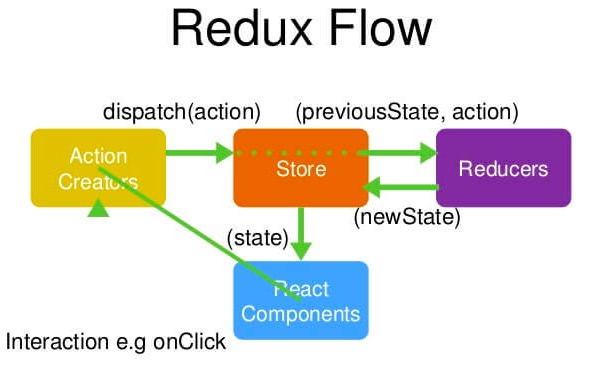 Redux Flow
dispatch(action)
(previousState, action)
Action
Creators
Store
Reducers
(newState)
(state)
React
Components
Interaction e.g onClick